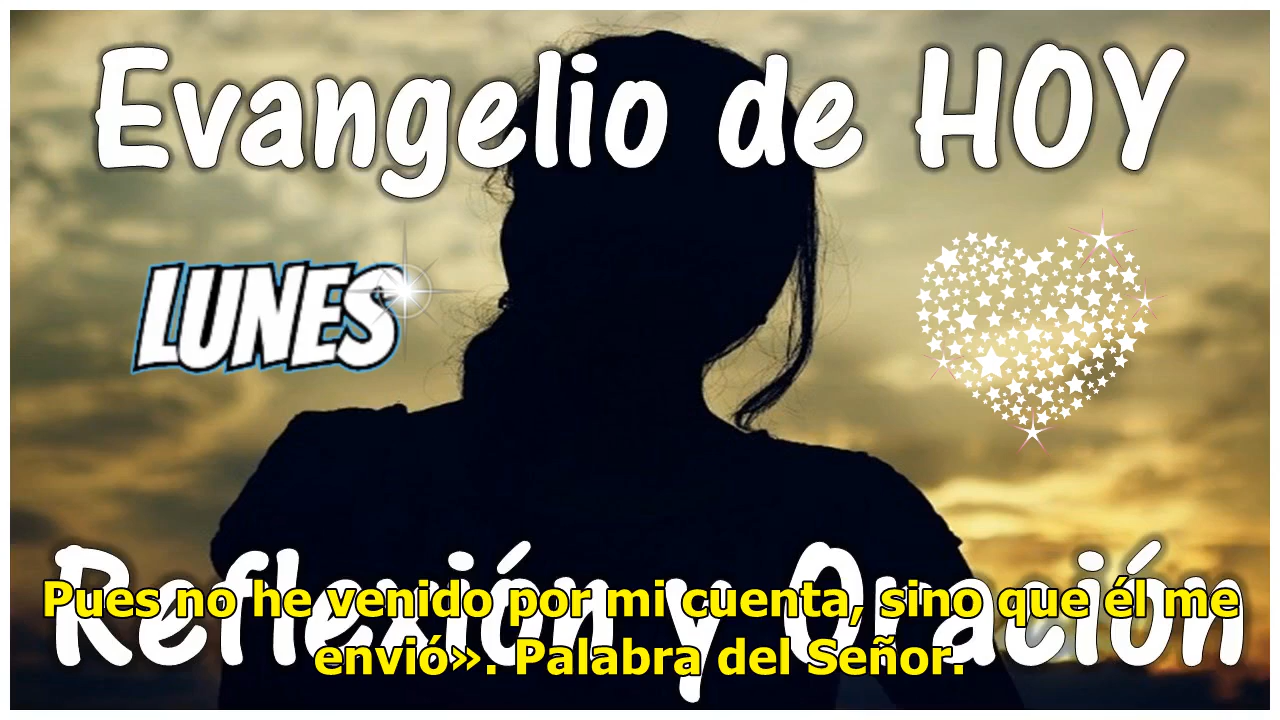 Evangelio de HOY
LUNES
Reflexión y Oración
Pues no he venido por mi cuenta, sino que él me
envió». Palabra del Señor.